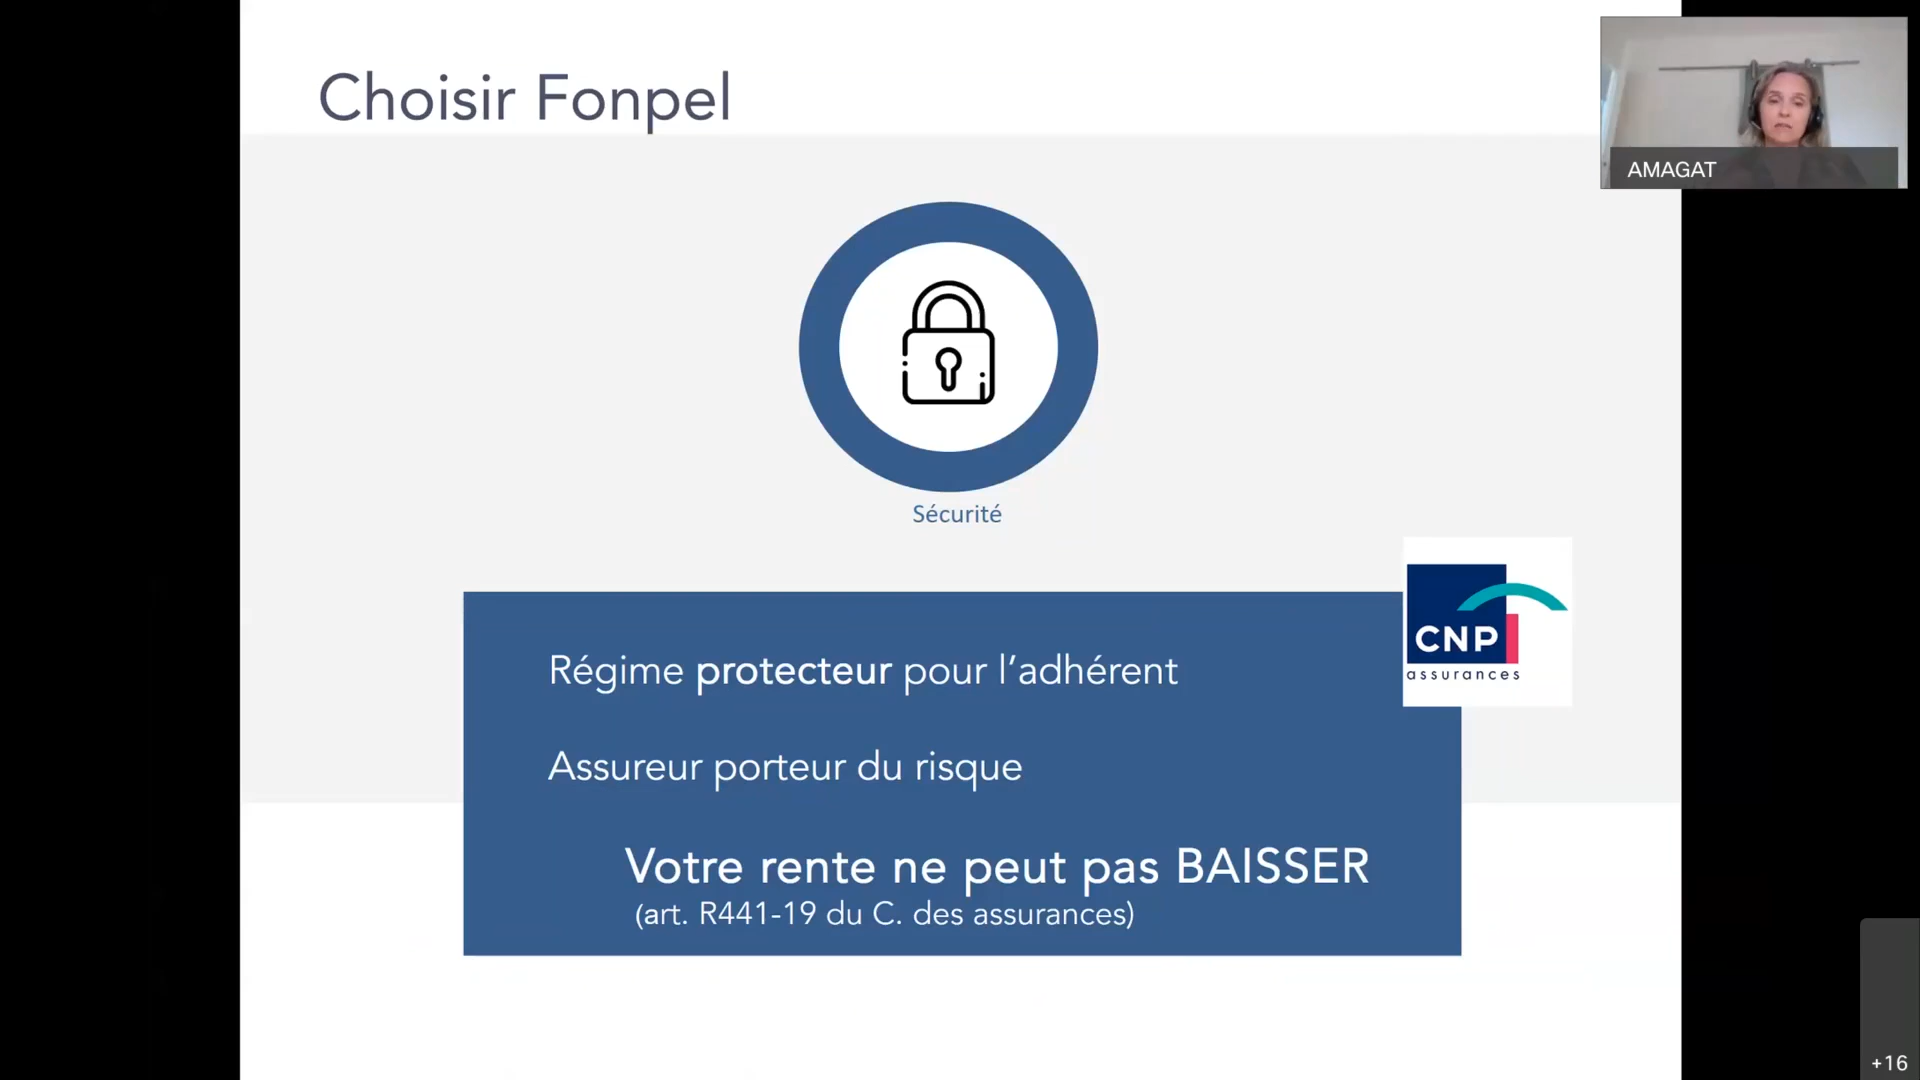 Choisir Fonpel
AMAGAT
Sécurité
CNP
assurances
Régime protecteur pour l’adhérent
Assureur porteur du risque
Votre rente ne peut pas BAISSER
(art. R441-19 du C. des assurances)
+16